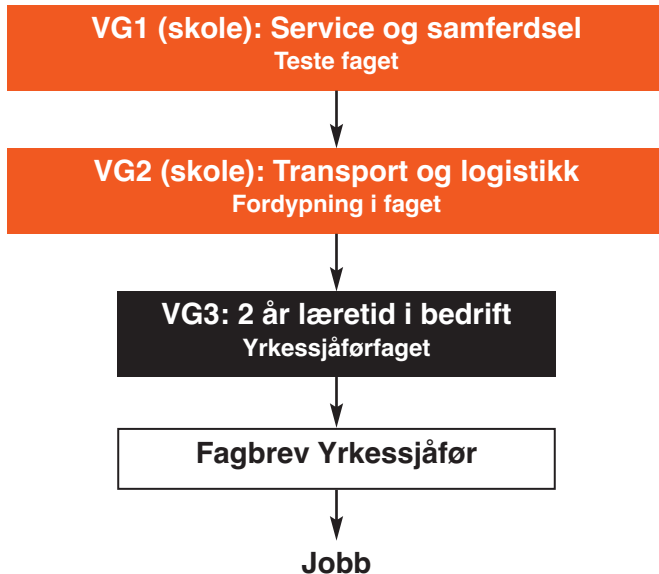 VG1 (skole): Service og samferdsel
Teste faget
VG2 (skole): Transport og logistikk
Fordypning i faget
VG3: 2 år læretid i bedrift
Yrkessjåførfaget
Fagbrev Yrkessjåfør
Jobb